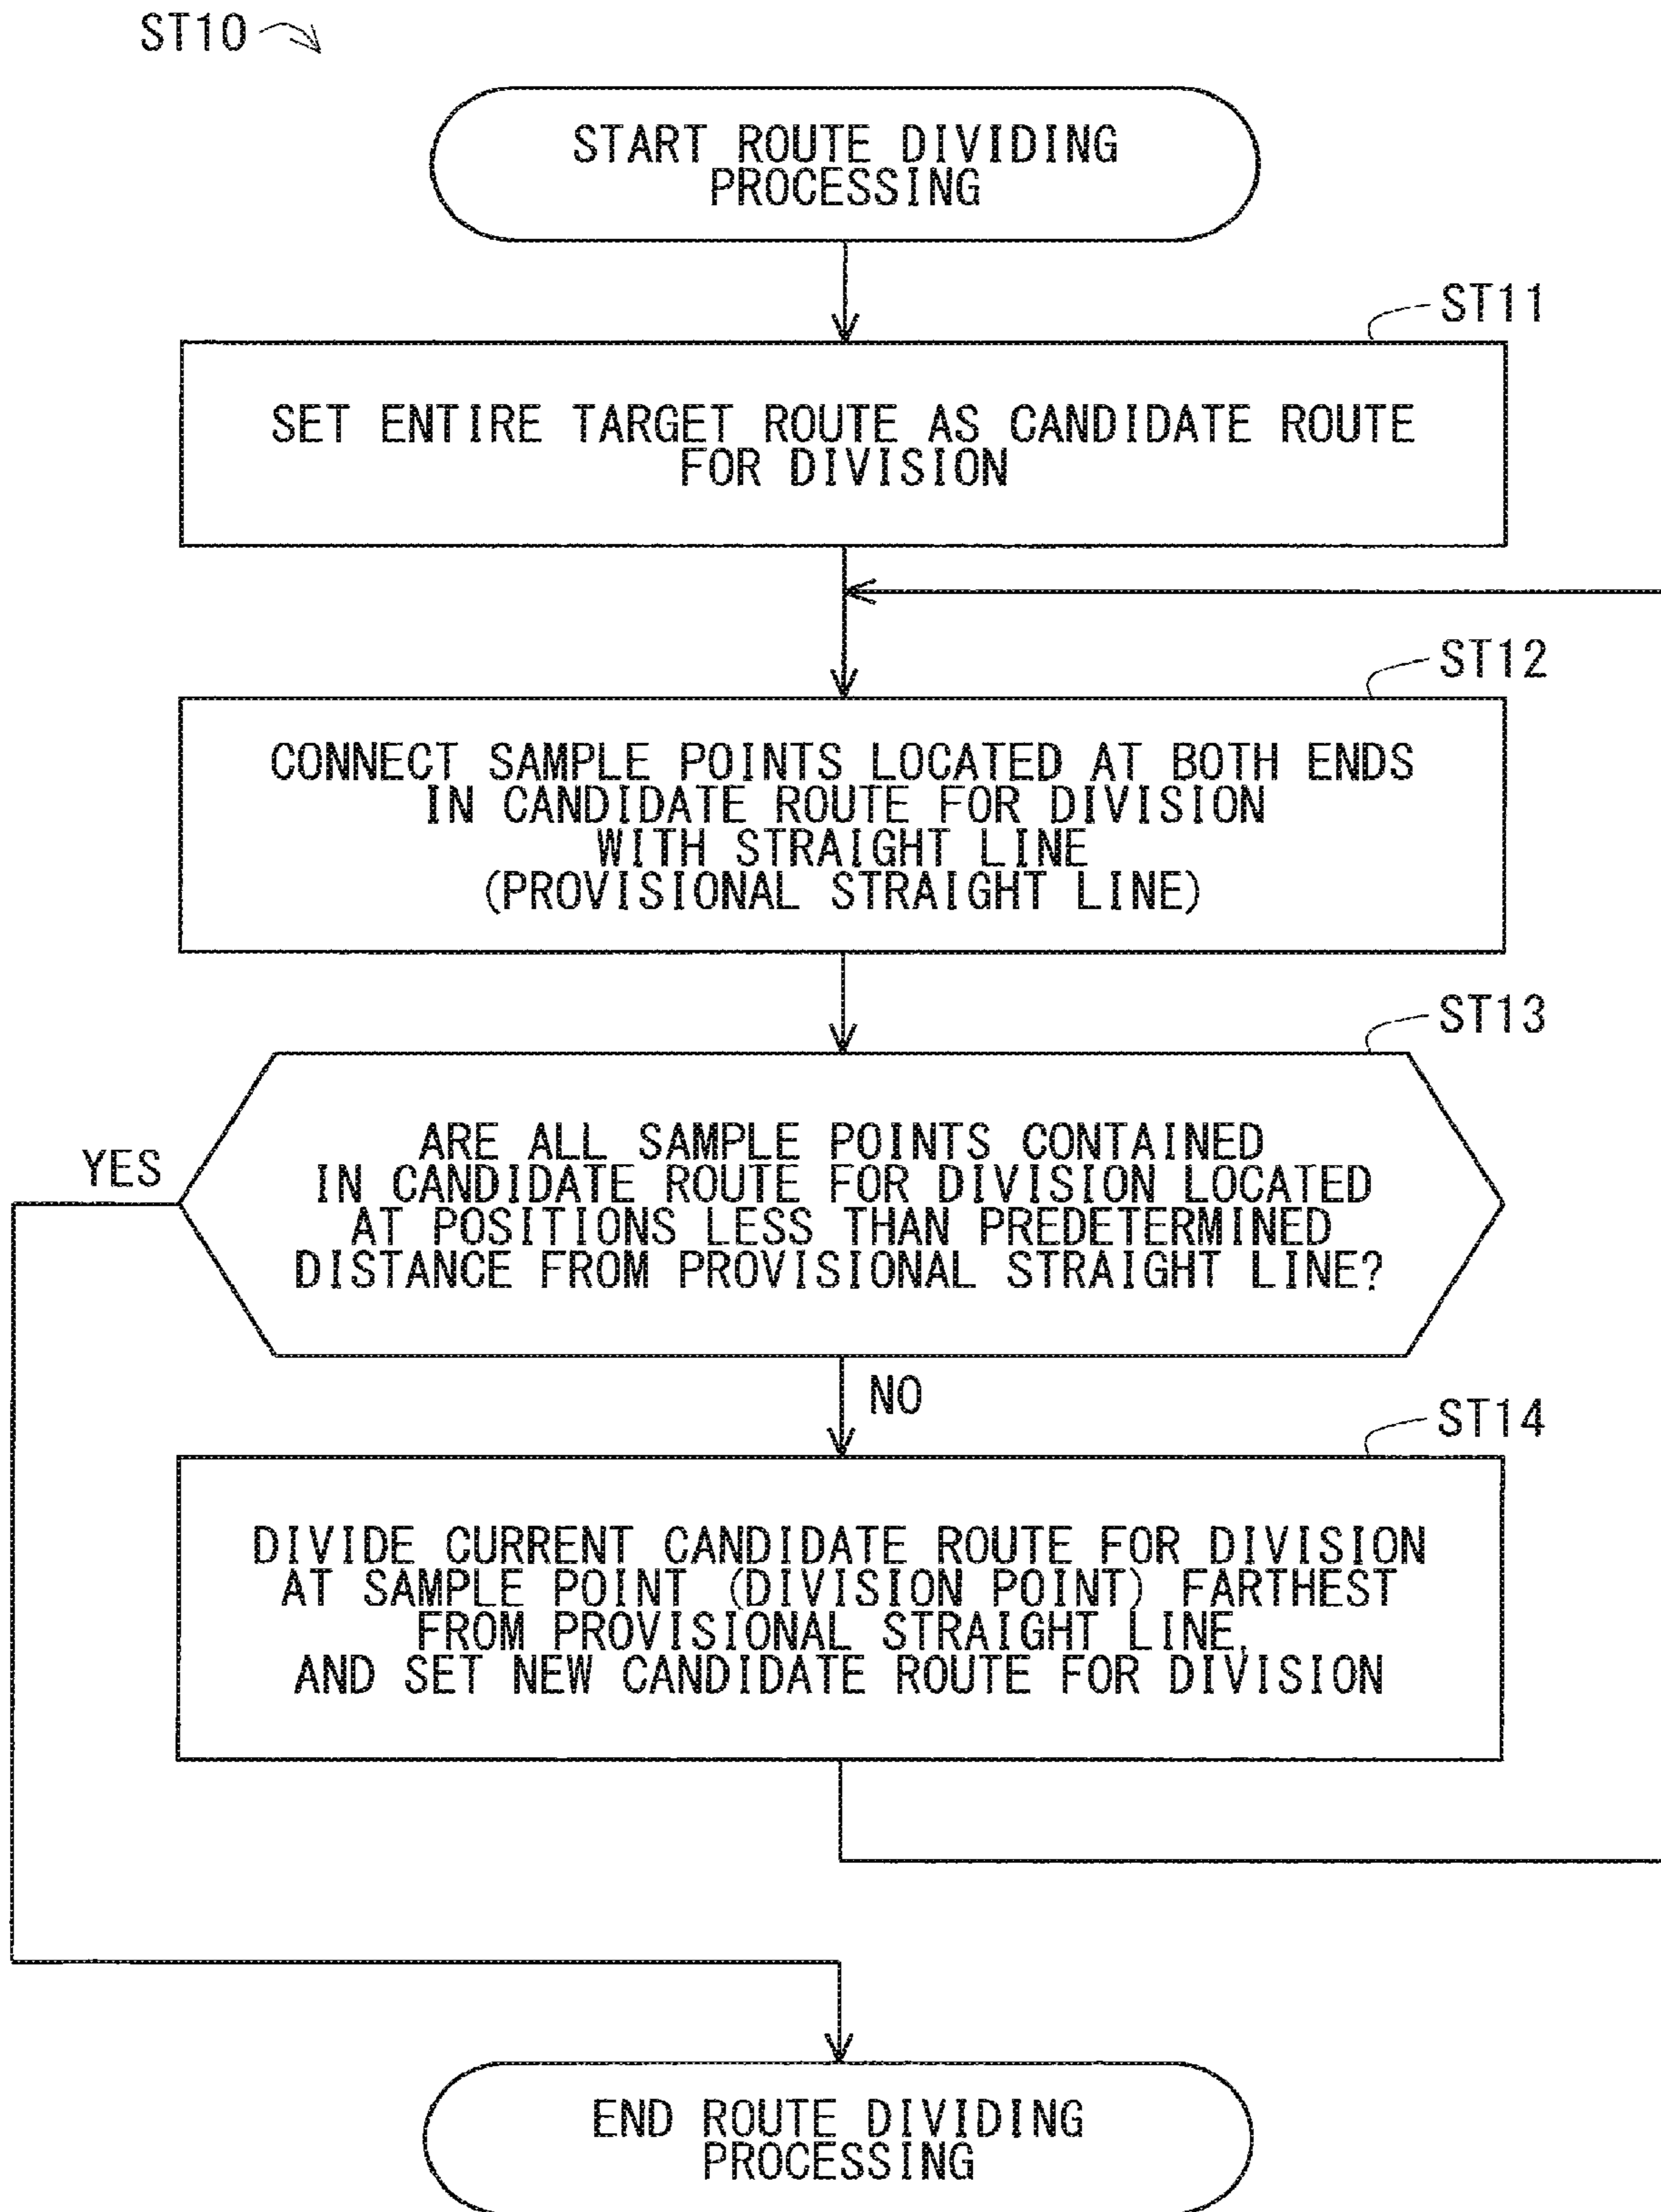 ST10
START ROUTE DIVIDING
PROCESSING
ST11
SET ENTIRE TARGET ROUTE AS CANDIDATE ROUTE
FOR DIVISION
ST12
CONNECT SAMPLE POINTS LOCATED AT BOTH ENDS
IN CANDIDATE ROUTE FOR DIVISION
WITH STRAIGHT LINE
(PROVISIONAL STRAIGHT LINE)
ST13
YES
ARE ALL SAMPLE POINTS CONTAINED
IN CANDIDATE ROUTE FOR DIVISION LOCATED
AT POSITIONS LESS THAN PREDETERMINED
DISTANCE FROM PROVISIONAL STRAIGHT LINE?
NO
ST14
DIVIDE CURRENT CANDIDATE ROUTE FOR DIVISION
AT SAMPLE POINT (DIVISION POINT) FARTHEST
FROM PROVISIONAL STRAIGHT LINE,
AND SET NEW CANDIDATE ROUTE FOR DIVISION
END ROUTE DIVIDING
PROCESSING